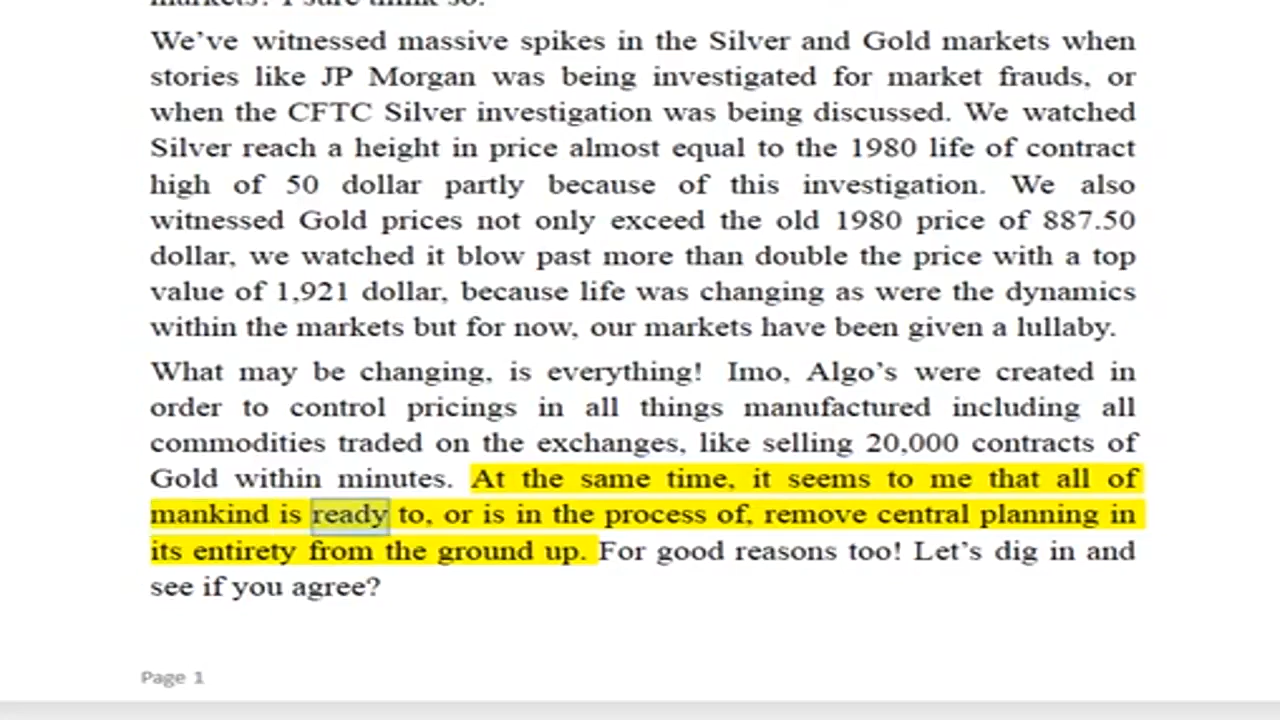 markets? I sure think so.
We've witnessed massive spikes in the Silver and Gold markets when
stories like JP Morgan was being investigated for market frauds, or
when the CFTC Silver investigation was being discussed. We watched
Silver reach a height in price almost equal to the 1980 life of contract
high of 50 dollar partly because of this investigation. We also
witnessed Gold prices not only exceed the old 1980 price of 887.50
dollar, we watched it blow past more than double the price with a top
value of 1,921 dollar, because life was changing as were the dynamics
within the markets but for now, our markets have been given a lullaby.
What may be changing, is everything! Imo, Algo's were created in
order to control pricings in all things manufactured including all
commodities traded on the exchanges, like selling 20,000 contracts of
Gold within minutes. At the same time, it seems to me that all of
mankind is ready to, or is in the process of, remove central planning in
its entirety from the ground up. For good reasons too! Let's dig in and
see if you agree?
Page 1